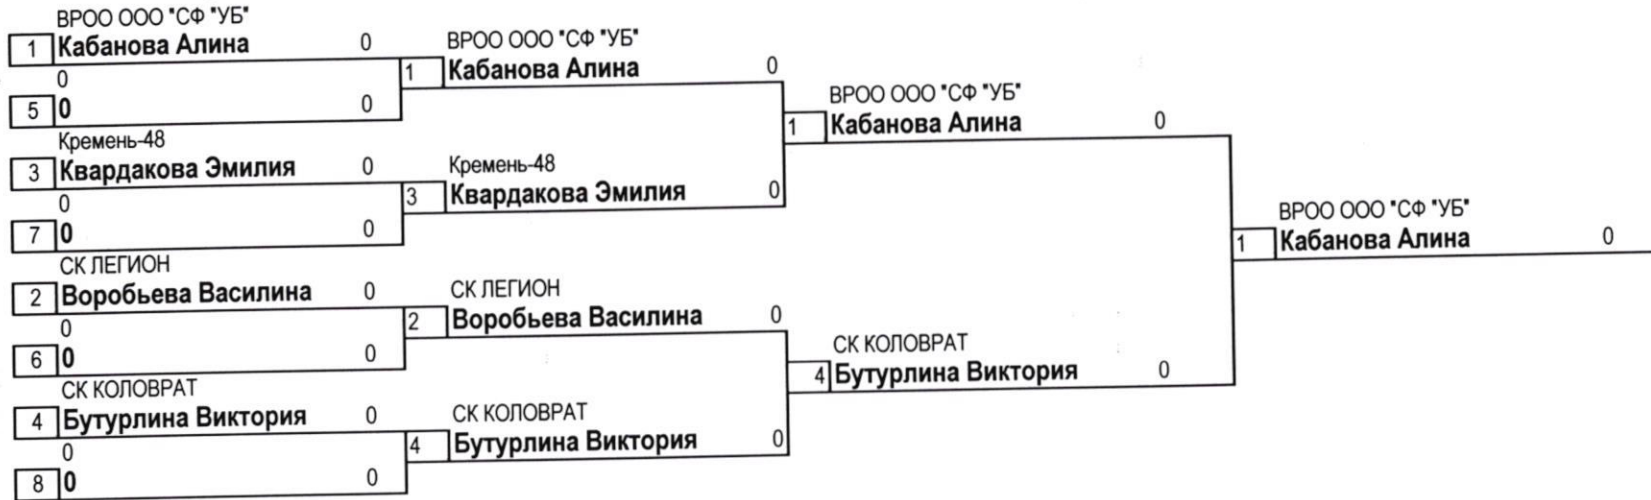 ВРОО ООО "СФ "УБ"
1 Кабанова Алина 0
0
5 0 0
Кремень-48
3 Квардакова Эмилия 0
0
7 0 0
СК ЛЕГИОН
2 Воробьева Василина 0
0
6 0 0
СК КОЛОВРАТ
4 Бутурлина Виктория 0
0
8 0 0
ВРОО ООО "СФ "УБ"
1 Кабанова Алина 0
Кремень-48
3 Квардакова Эмилия 0
СК ЛЕГИОН
2 Воробьева Василина 0
СК КОЛОВРАТ
4 Бутурлина Виктория 0
ВРОО ООО "СФ "УБ"
1 Кабанова Алина 0
СК КОЛОВРАТ
4 Бутурлина Виктория 0
ВРОО ООО "СФ "УБ"
1 Кабанова Алина 0